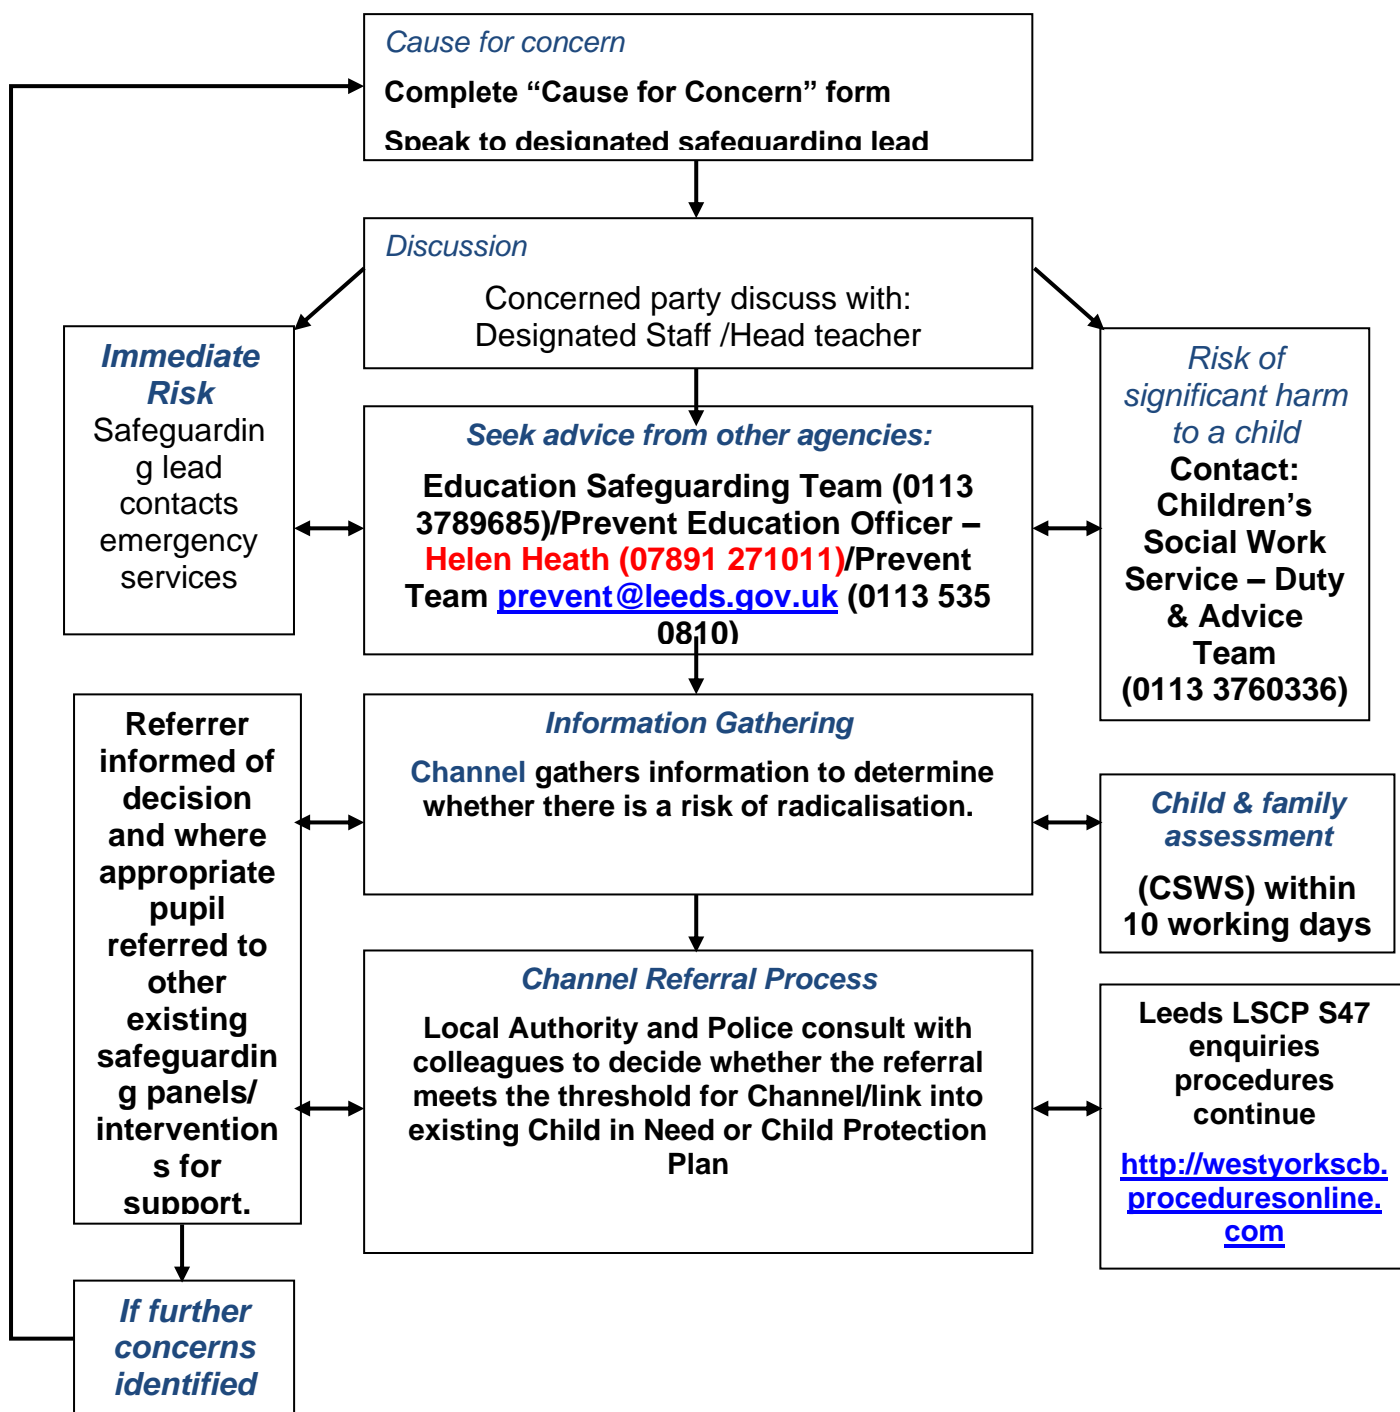 Cause for concern
Complete “Cause for Concern” form
Speak to designated safeguarding lead
Discussion
Concerned party discuss with:
Designated Staff /Head teacher
Immediate
Risk
Safeguardin
g lead
contacts
emergency
services
Seek advice from other agencies:
Education Safeguarding Team (0113
3789685)/Prevent Education Officer –
Helen Heath (07891 271011)/Prevent
Team prevent@leeds.gov.uk (0113 535
0810)
Risk of
significant harm
to a child
Contact:
Children’s
Social Work
Service – Duty
& Advice
Team
(0113 3760336)
Referrer
informed of
decision
and where
appropriate
pupil
referred to
other
existing
safeguardin
g panels/
intervention
s for
support.
Information Gathering
Channel gathers information to determine
whether there is a risk of radicalisation.
Child & family
assessment
(CSWS) within
10 working days
Channel Referral Process
Local Authority and Police consult with
colleagues to decide whether the referral
meets the threshold for Channel/link into
existing Child in Need or Child Protection
Plan
Leeds LSCP S47
enquiries
procedures
continue
http://westyorkscb.
proceduresonline.
com
If further
concerns
identified